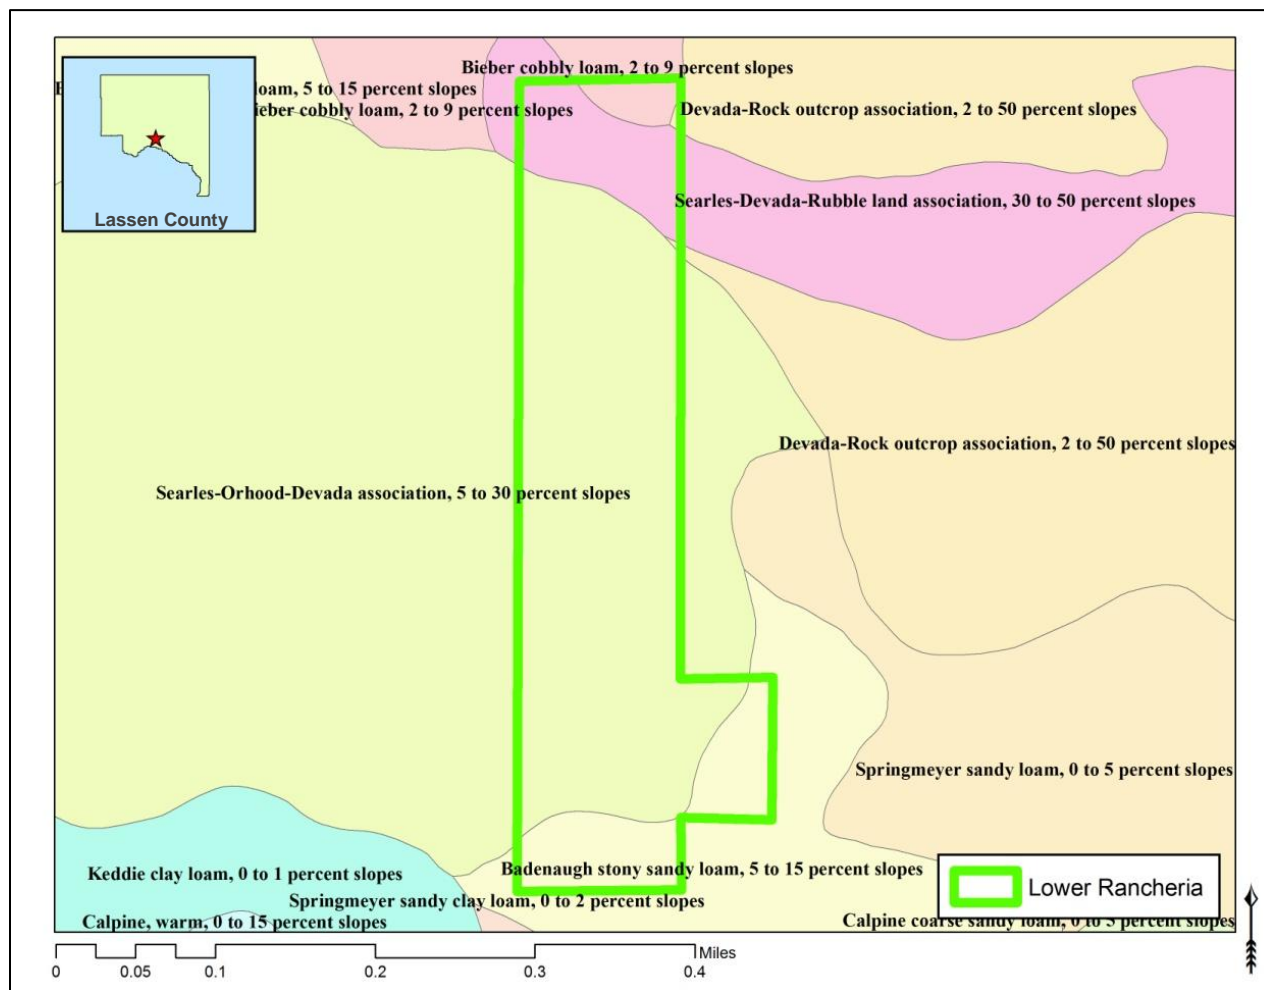 Bieber cobbly loam, 2 to 9 percent slopes
loam, 5 to 15 percent slopes
ieber cobbly loam, 2 to 9 percent slopes
Devada-Rock outcrop association, 2 to 50 percent slopes
Lassen County
Searles-Devada-Rubble land association, 30 to 50 percent slopes
Devada-Rock outcrop association, 2 to 50 percent slopes
Searles-Orhood-Devada association, 5 to 30 percent slopes
Springmeyer sandy loam, 0 to 5 percent slopes
Keddie clay loam, 0 to 1 percent slopes
Badenaugh stony sandy loam, 5 to 15 percent slopes
Lower Rancheria
Springmeyer sandy clay loam, 0 to 2 percent slopes
Calpine, warm, 0 to 15 percent slopes
Calpine coarse sandy loam, 0 to 5 percent slopes
Miles
0 0.05 0.1 0.2 0.3 0.4